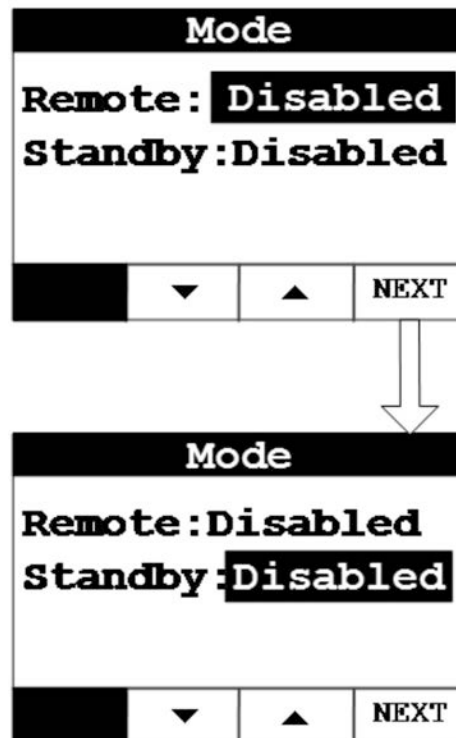 Mode
Remote: Disabled
Standby:Disabled
▼ ▲ NEXT
Mode
Remote:Disabled
Standby:Disabled
▼ ▲ NEXT